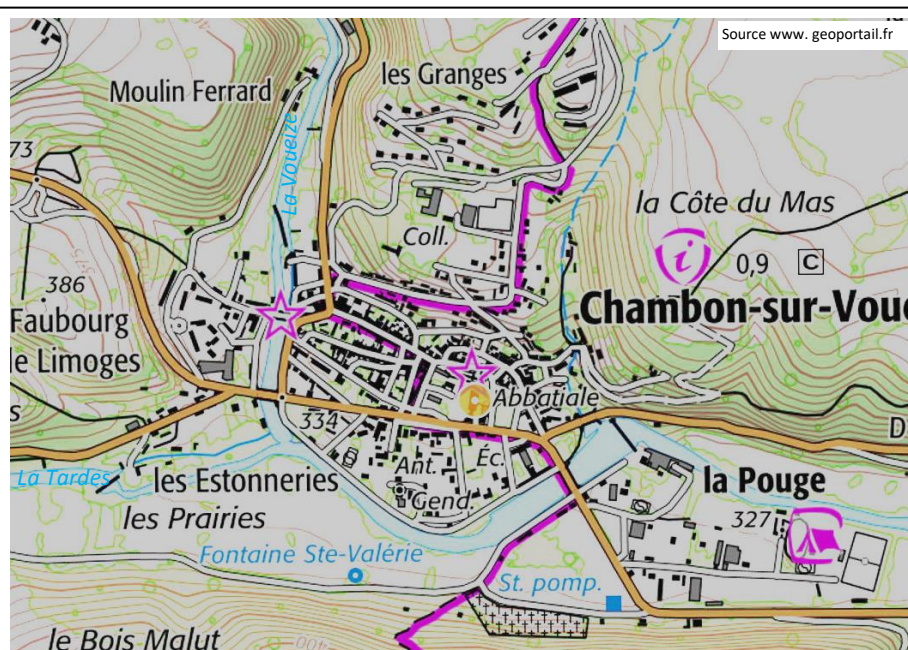 Source www. geoportail.fr
les Granges
Moulin Ferrard
La Voueize
73
la Côte du Mas
Coll.
0,9 C
386
Chambon-sur-Voue
Faubourg
le Limoges
Abbatiale
334
s
D
La Tardes
les Estonneries
Ant.
Éc.
la Pouge
Gend.
les Prairies
327
Fontaine Ste-Valérie
St. pomp.
le Bois Malut
400